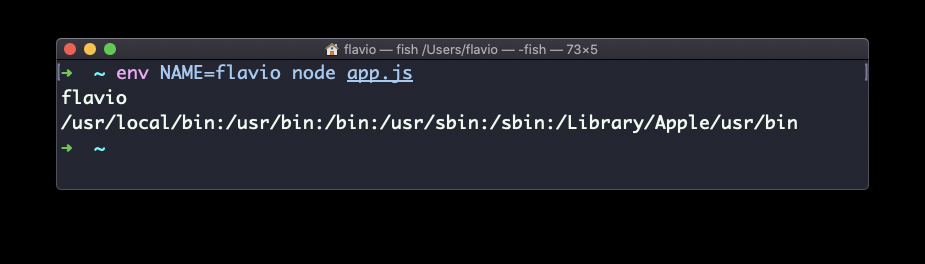 flavio — fish /Users/flavio — -fish — 73×5
➜ ~ env NAME=flavio node app.js
flavio
/usr/local/bin:/usr/bin:/bin:/usr/sbin:/sbin:/Library/Apple/usr/bin
➜ ~